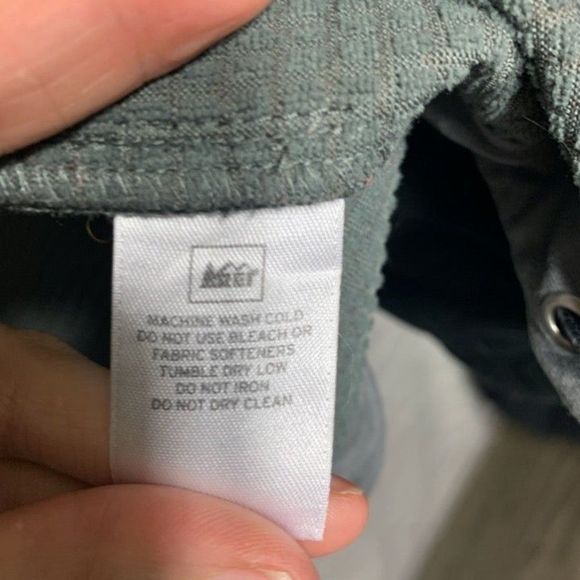 REI
MACHINE WASH COLD
DO NOT USE BLEACH OR
FABRIC SOFTENERS
TUMBLE DRY LOW
DO NOT IRON
DO NOT DRY CLEAN